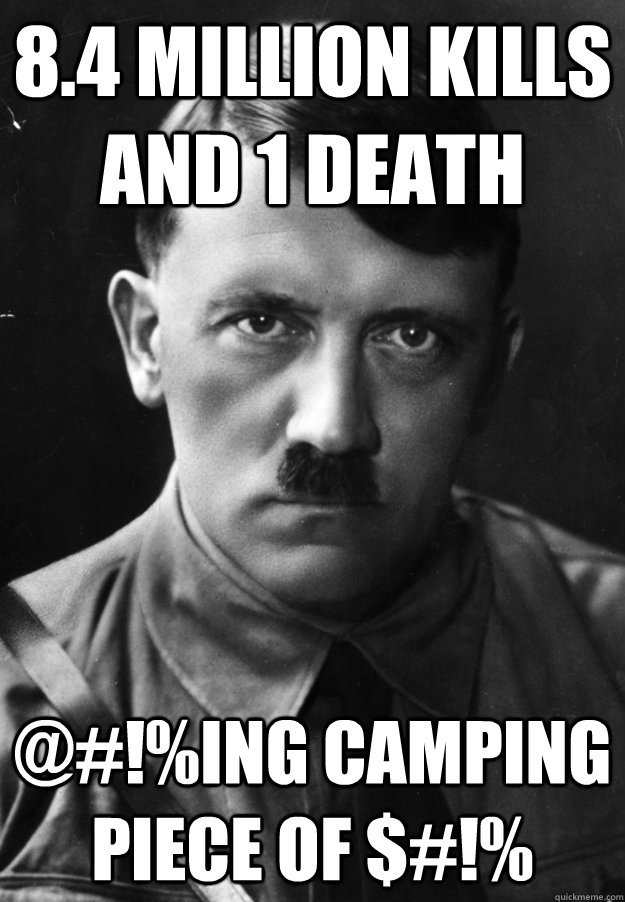 8.4 MILLION KILLS
AND 1 DEATH
@#!%ING CAMPING
PIECE OF $#!%
quickmeme.com